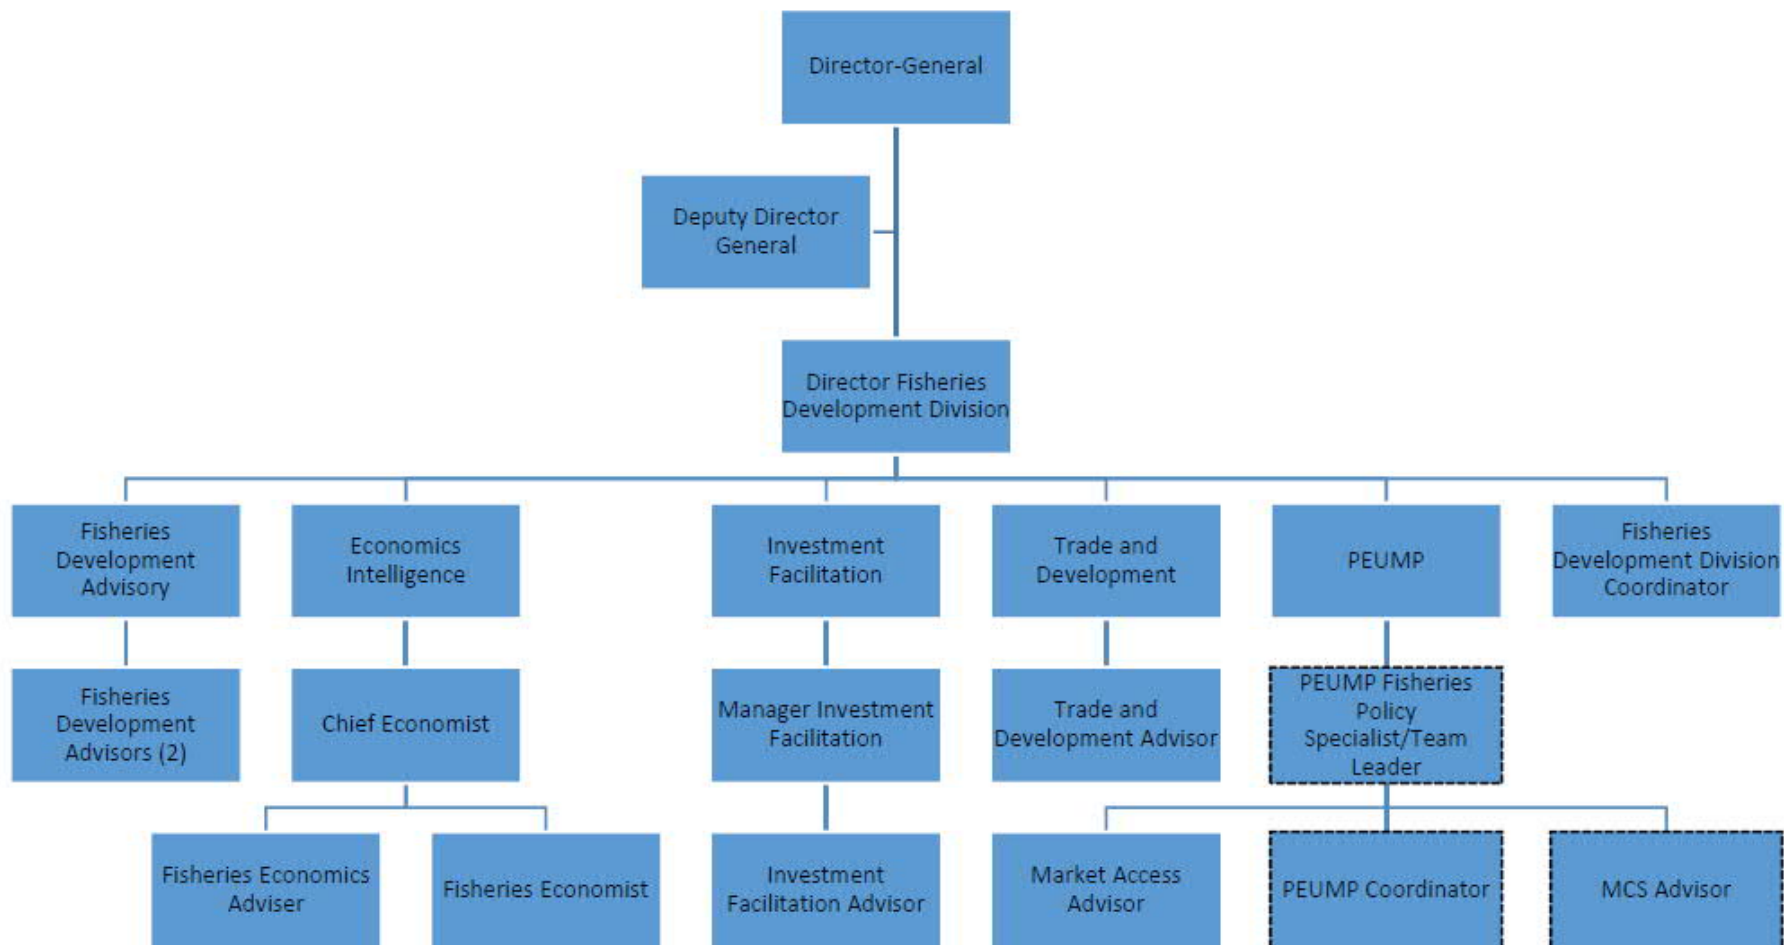 Director-General
Deputy Director
General
Director Fisheries
Development Division
Fisheries
Development
Advisory
Economics
Intelligence
Investment
Facilitation
Trade and
Development
PEUMP
Fisheries
Development Division
Coordinator
Fisheries
Development
Advisors (2)
Chief Economist
Manager Investment
Facilitation
Trade and
Development Advisor
PEUMP Fisheries
Policy
Specialist/Team
Leader
Fisheries Economics
Adviser
Fisheries Economist
Investment
Facilitation Advisor
Market Access
Advisor
PEUMP Coordinator
MCS Advisor